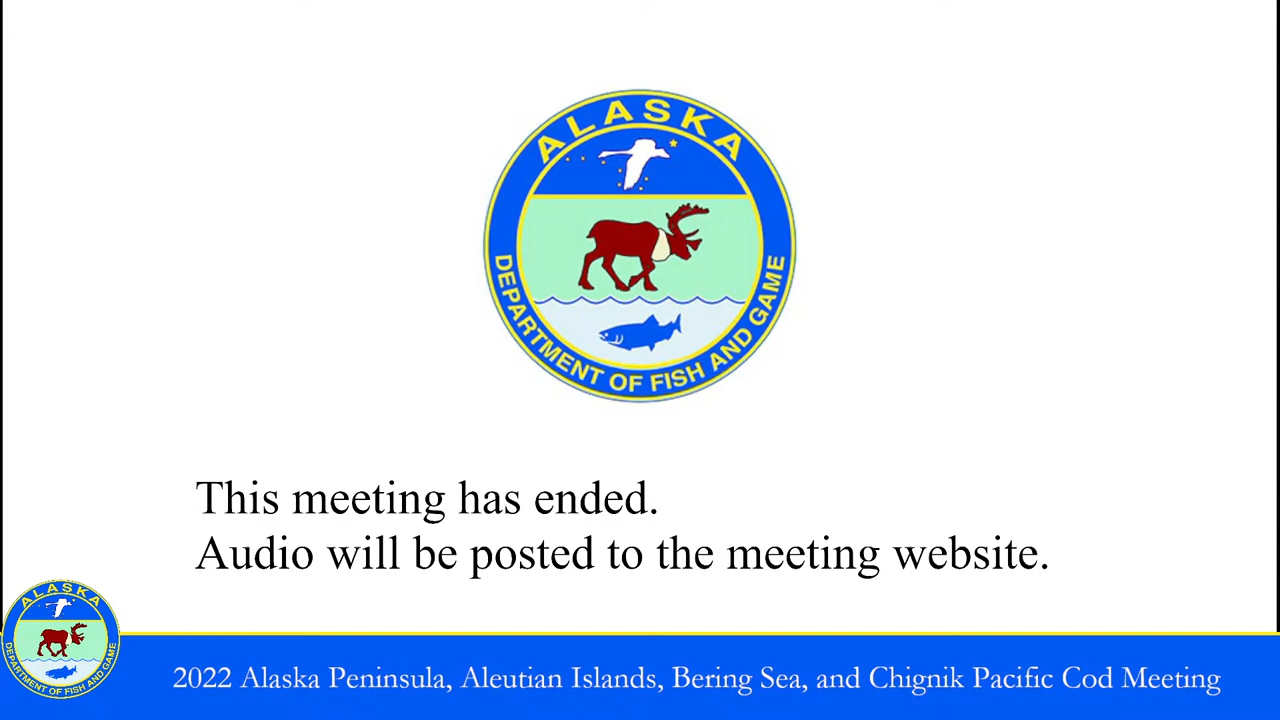 ALASKA
DEPARTMENT OF FISH AND GAME
This meeting has ended.
Audio will be posted to the meeting website.
ALASKA
DEPARTMENT OF FISH AND GAME
2022 Alaska Peninsula, Aleutian Islands, Bering Sea, and Chignik Pacific Cod Meeting